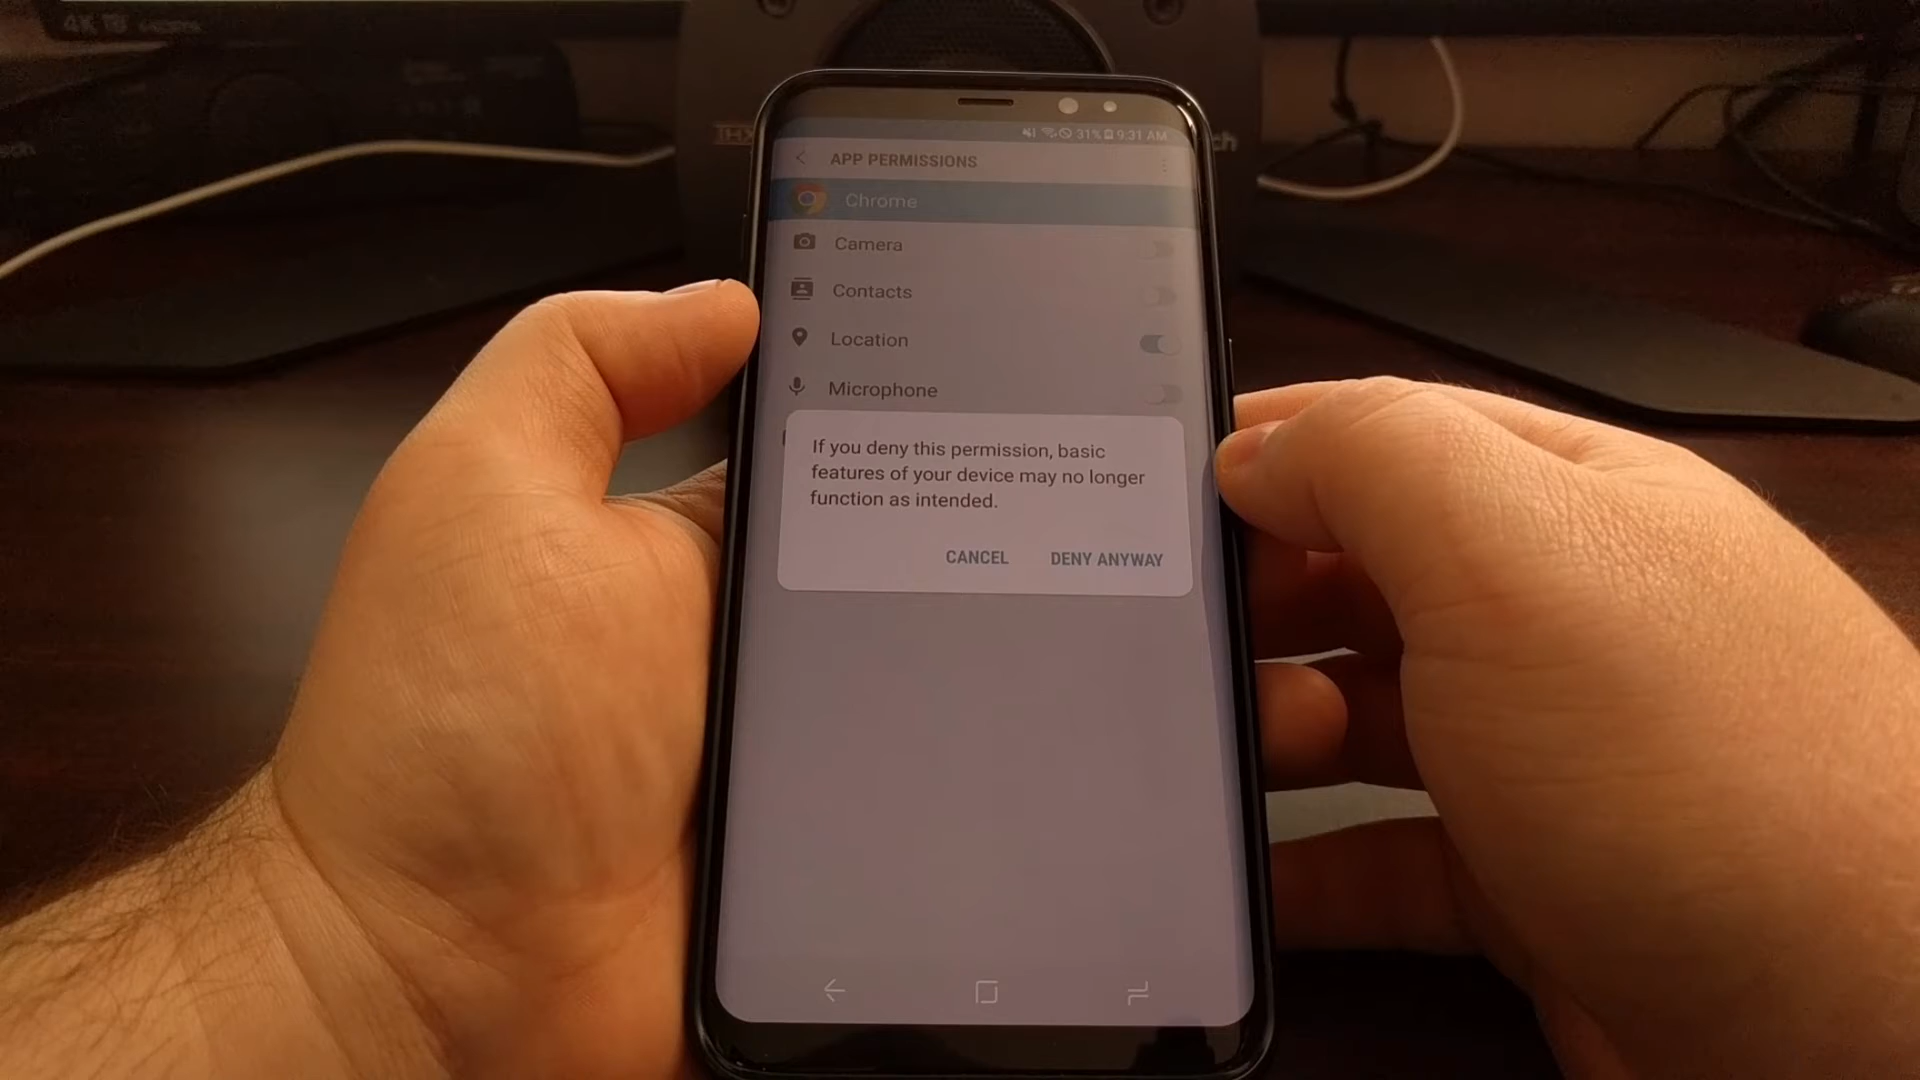 31% 9:31 AM
APP PERMISSIONS
Chrome
Camera
Contacts
Location
Microphone
If you deny this permission, basic
features of your device may no longer
function as intended.
CANCEL DENY ANYWAY